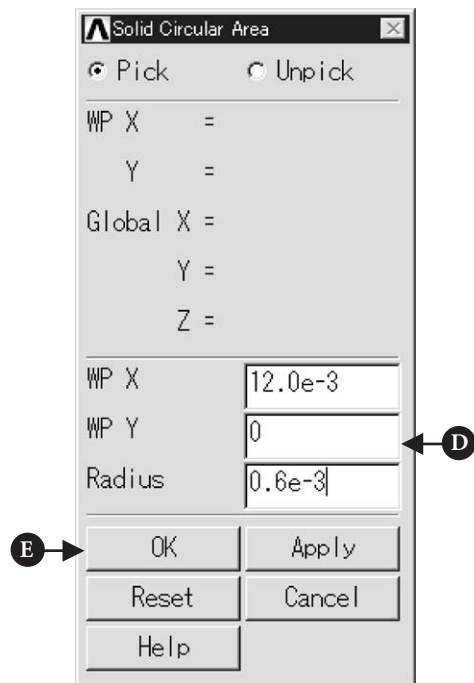 Solid Circular Area
Pick Unpick
WP X =
Y =
Global X =
Y =
Z =
WP X 12.0e-3
WP Y 0
D
Radius 0.6e-3
E
OK Apply
Reset Cancel
Help